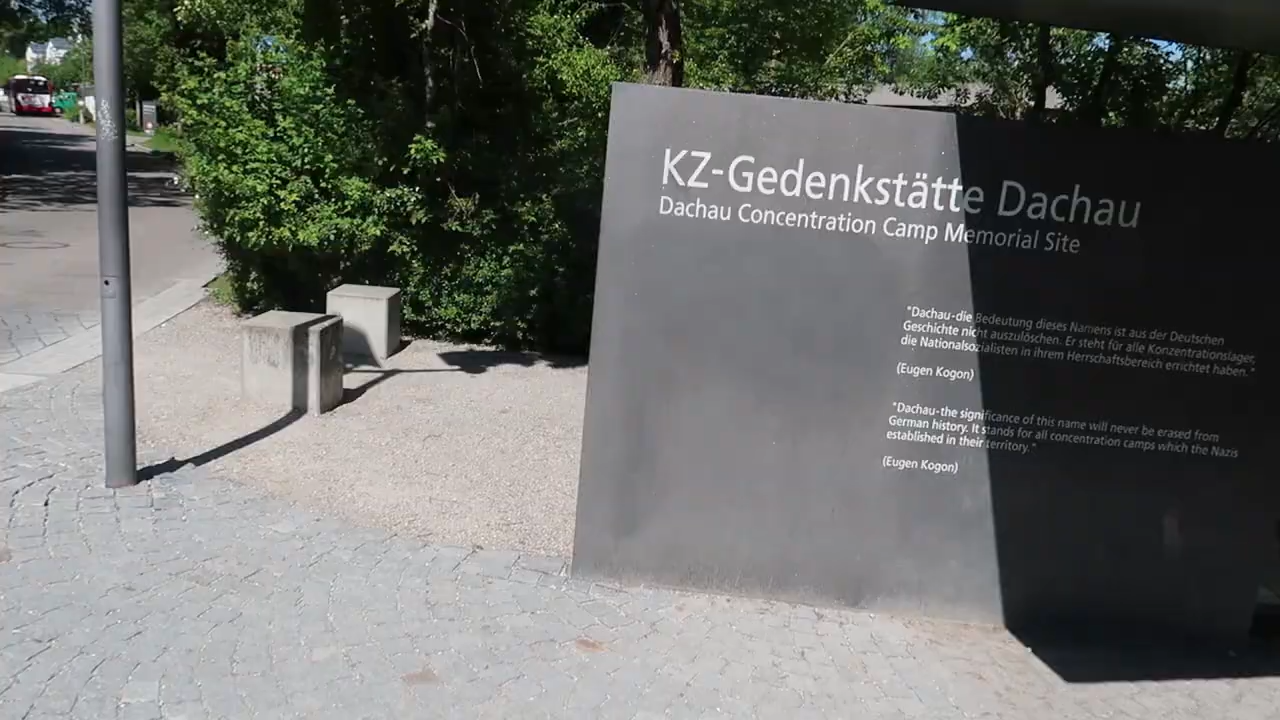 KZ-Gedenkstätte Dachau
Dachau Concentration Camp Memorial Site
"Dachau-die Bedeutung dieses Namens ist aus der Deutschen
Geschichte nicht auszulöschen. Er steht für alle Konzentrationslager,
die Nationalsozialisten in ihrem Herrschaftsbereich errichtet haben."
(Eugen Kogon)
"Dachau-the significance of this name will never be erased from
German history. It stands for all concentration camps which the Nazis
established in their territory."
(Eugen Kogon)